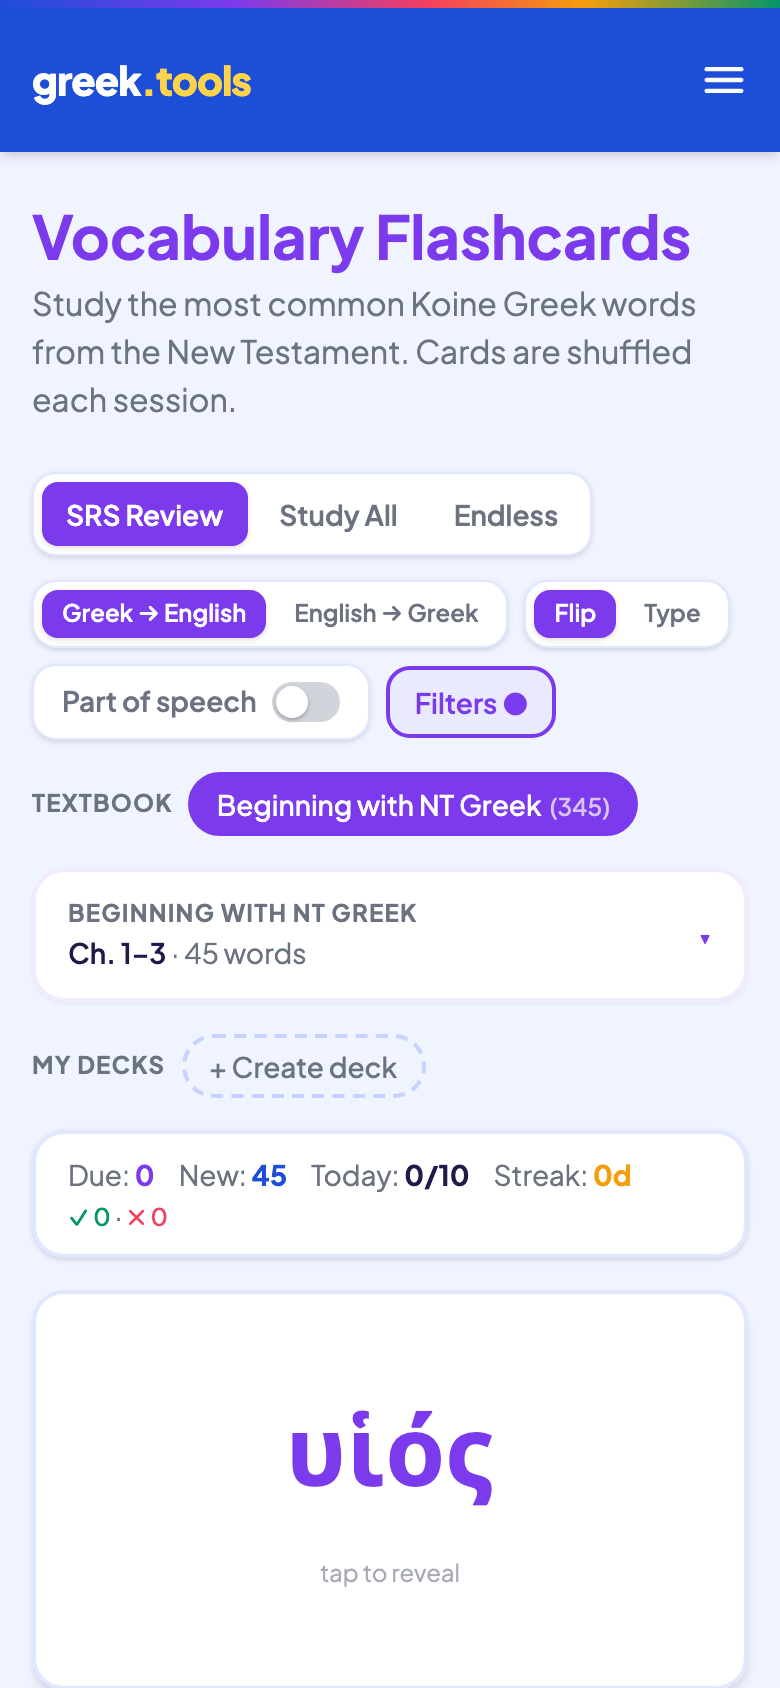 greek.tools
Vocabulary Flashcards
Study the most common Koine Greek words
from the New Testament. Cards are shuffled
each session.
SRS Review Study All Endless
Greek → English English → Greek Flip Type
Part of speech Filters
TEXTBOOK Beginning with NT Greek (345)
BEGINNING WITH NT GREEK
Ch. 1–3 · 45 words
MY DECKS + Create deck
Due: 0 New: 45 Today: 0/10 Streak: 0d
✓ 0 · ✕ 0
υἱός
tap to reveal